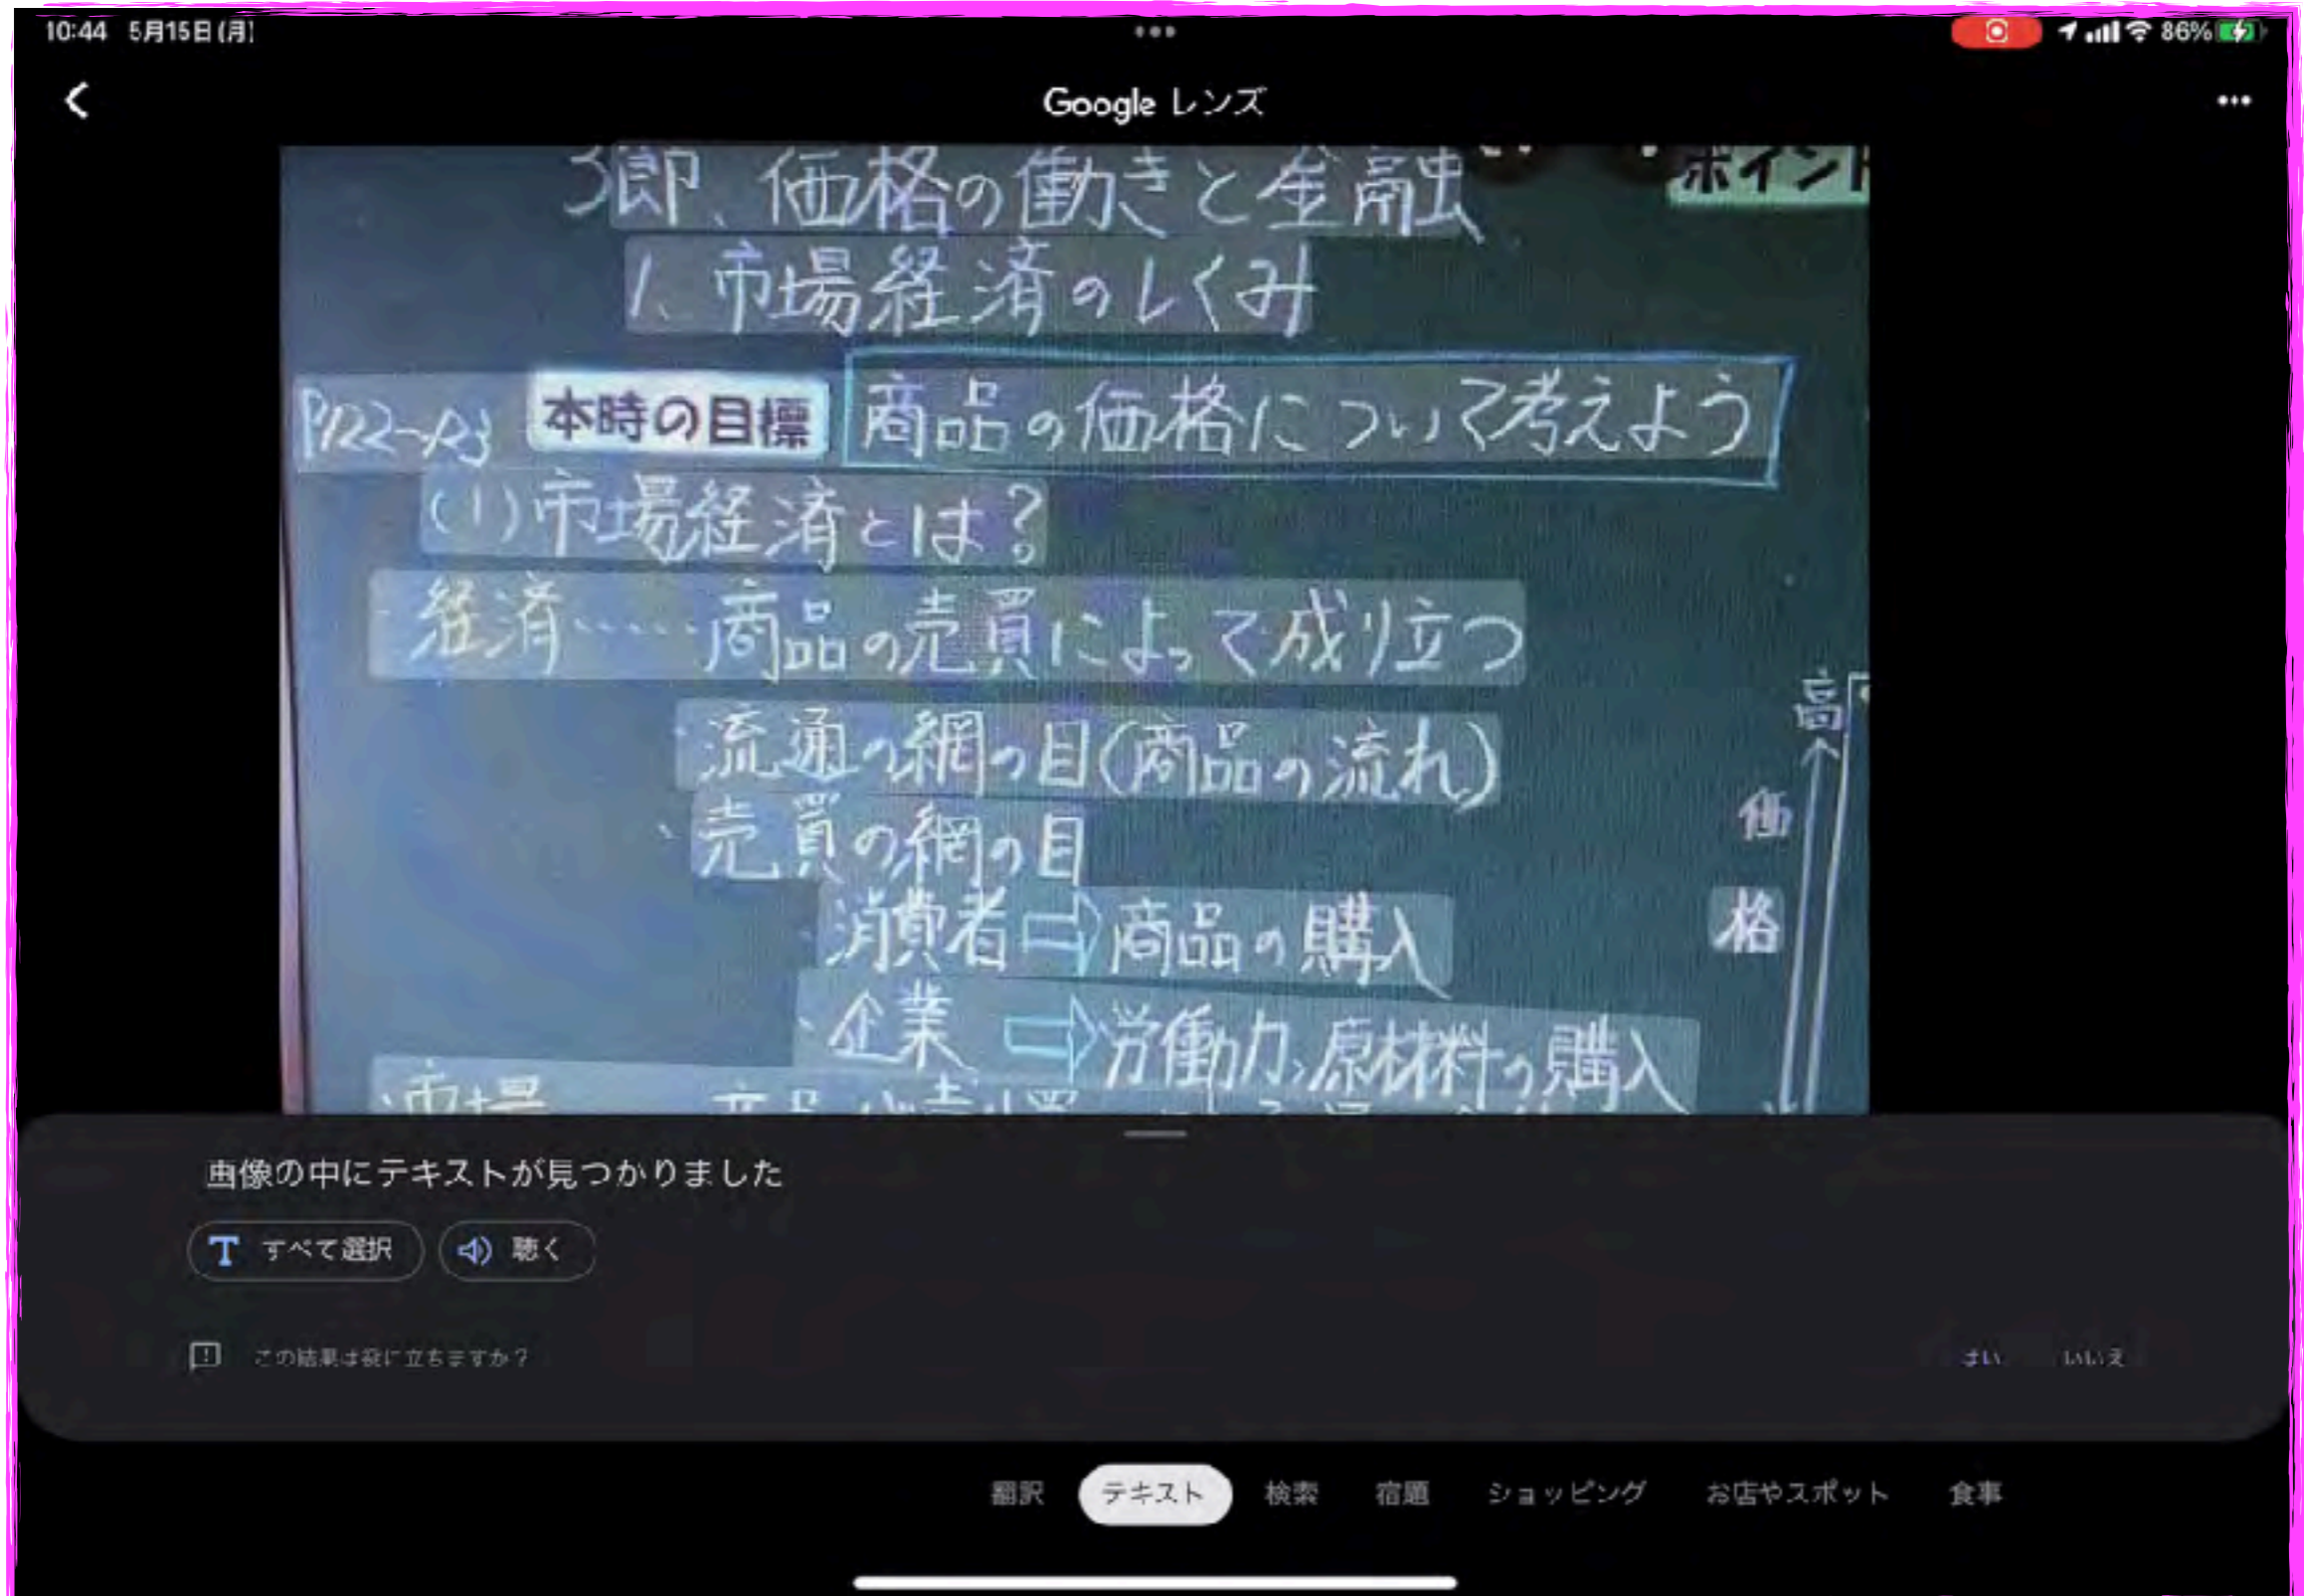 10:44 5月15日(月)
86%
Google レンズ
3節、価格の働きと金融
ポイント
1、市場経済のしくみ
P122~123 本時の目標 商品の価格について考えよう
(1)市場経済とは?
・経済……商品の売買によって成り立つ
・流通の網の目(商品の流れ)
・売買の網の目
・消費者⇨商品の購入
・企業⇨労働力、原材料の購入
・市場
高
価
格
画像の中にテキストが見つかりました
すべて選択
聴く
この結果は役に立ちますか?
はい
いいえ
翻訳
テキスト
検索
宿題
ショッピング
お店やスポット
食事